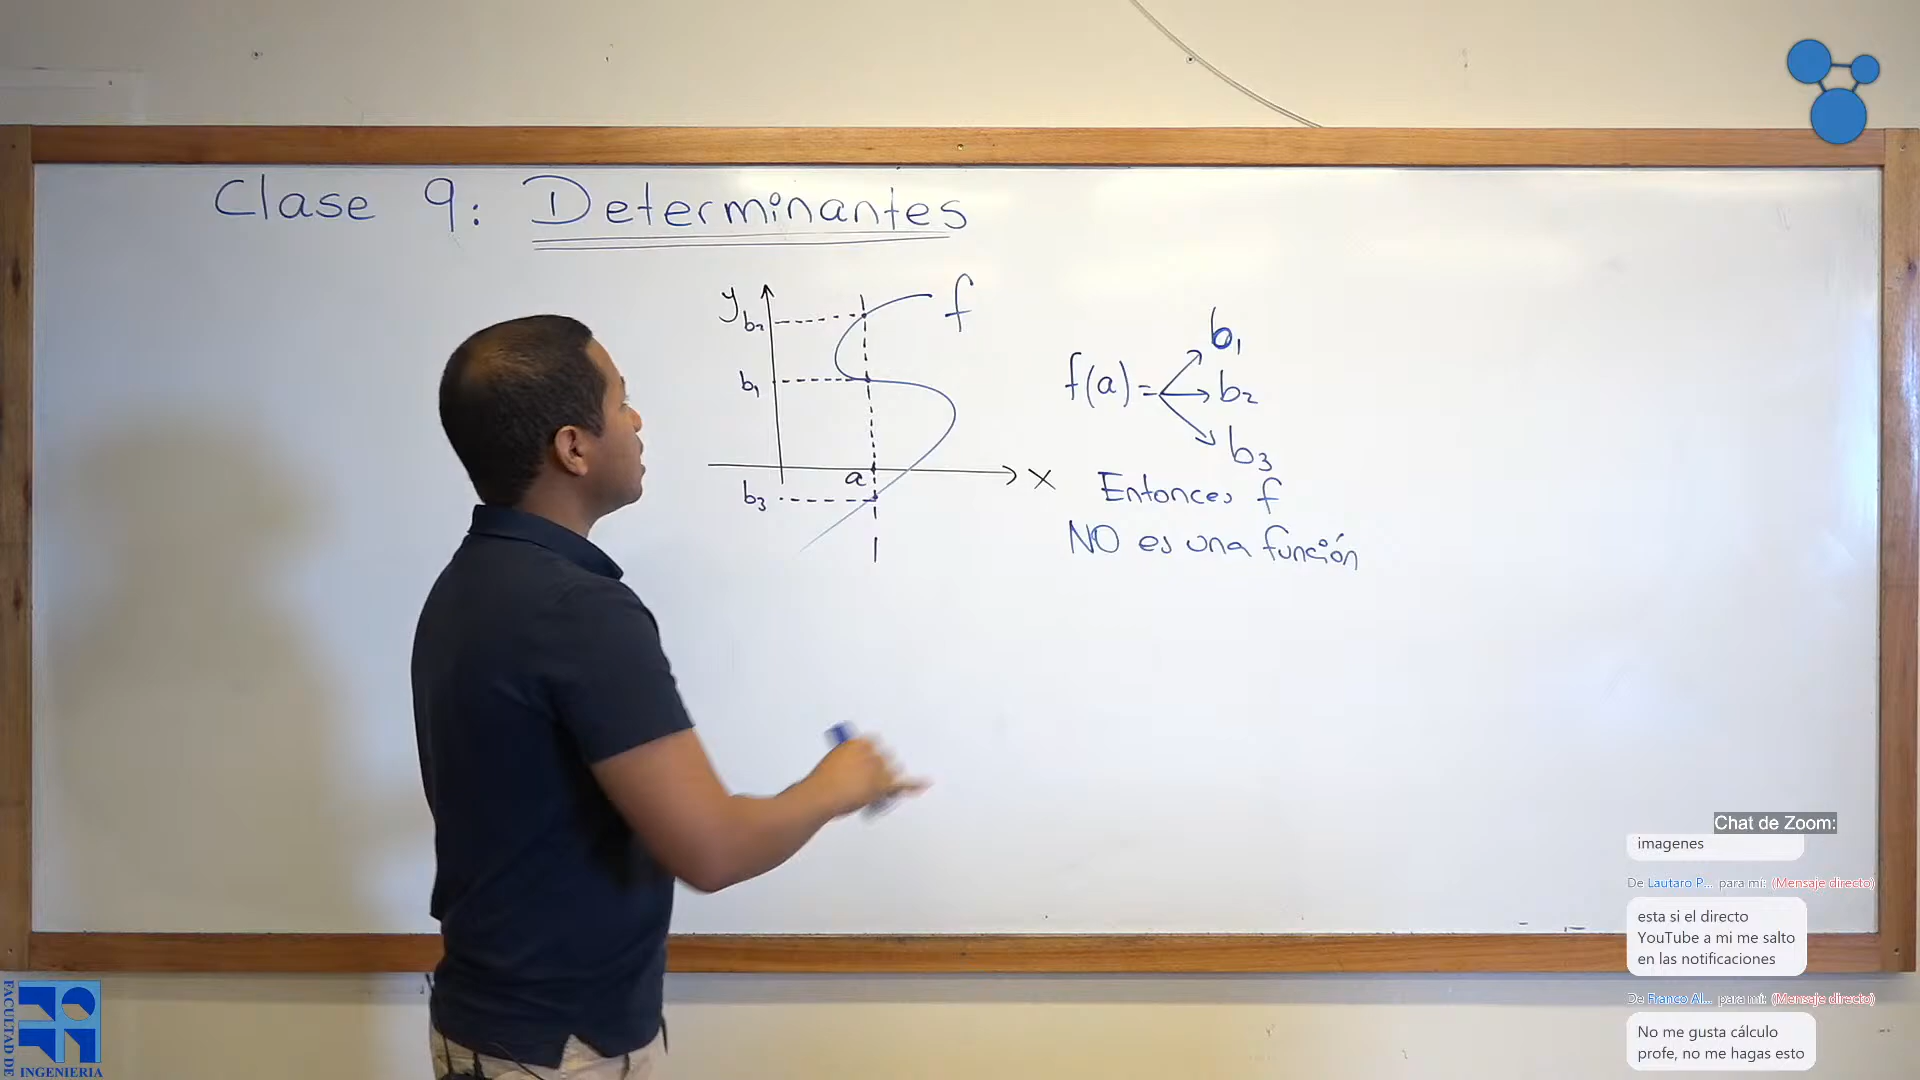 Clase 9: Determinantes
y
b₂
f
b₁
a
x
b₃
f(a) =
b₁
b₂
b₃
Entonces f
NO es una función
Chat de Zoom:
imagenes
De Lautaro P... para mí: (Mensaje directo)
esta si el directo
YouTube a mi me salto
en las notificaciones
De Franco Al... para mí: (Mensaje directo)
No me gusta cálculo
profe, no me hagas esto
FACULTAD DE
INGENIERIA